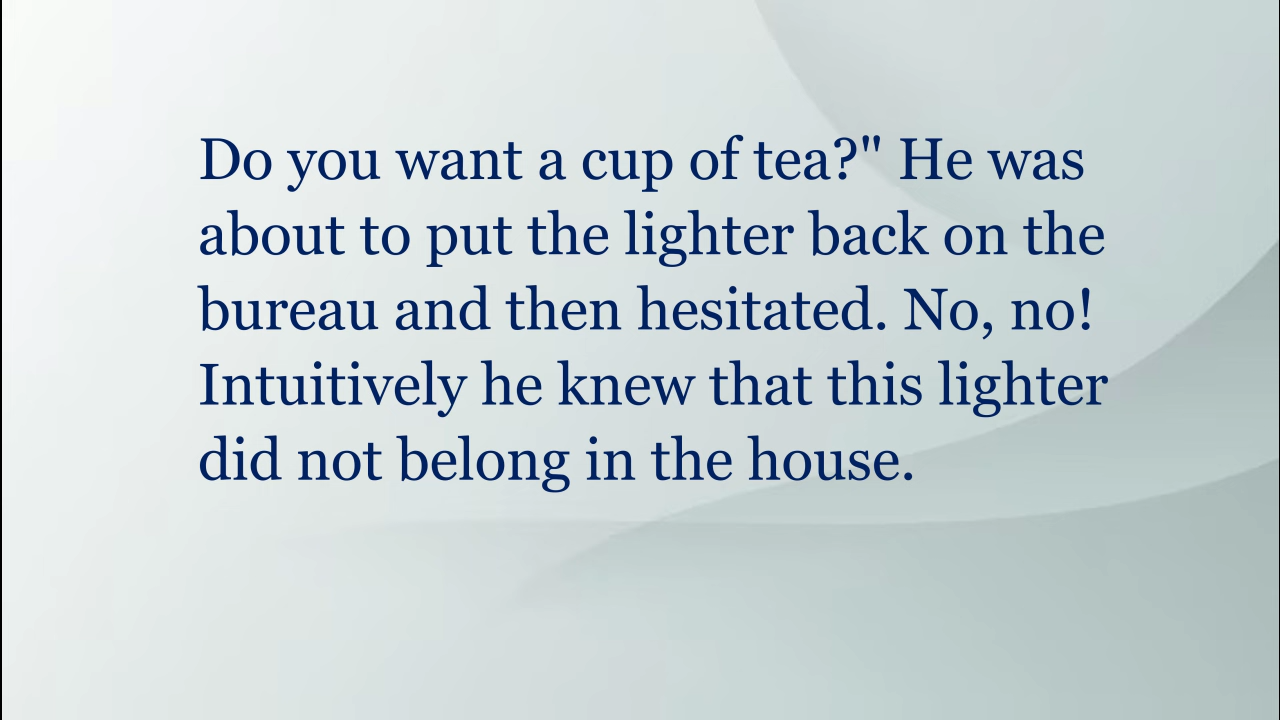 Do you want a cup of tea?" He was
about to put the lighter back on the
bureau and then hesitated. No, no!
Intuitively he knew that this lighter
did not belong in the house.